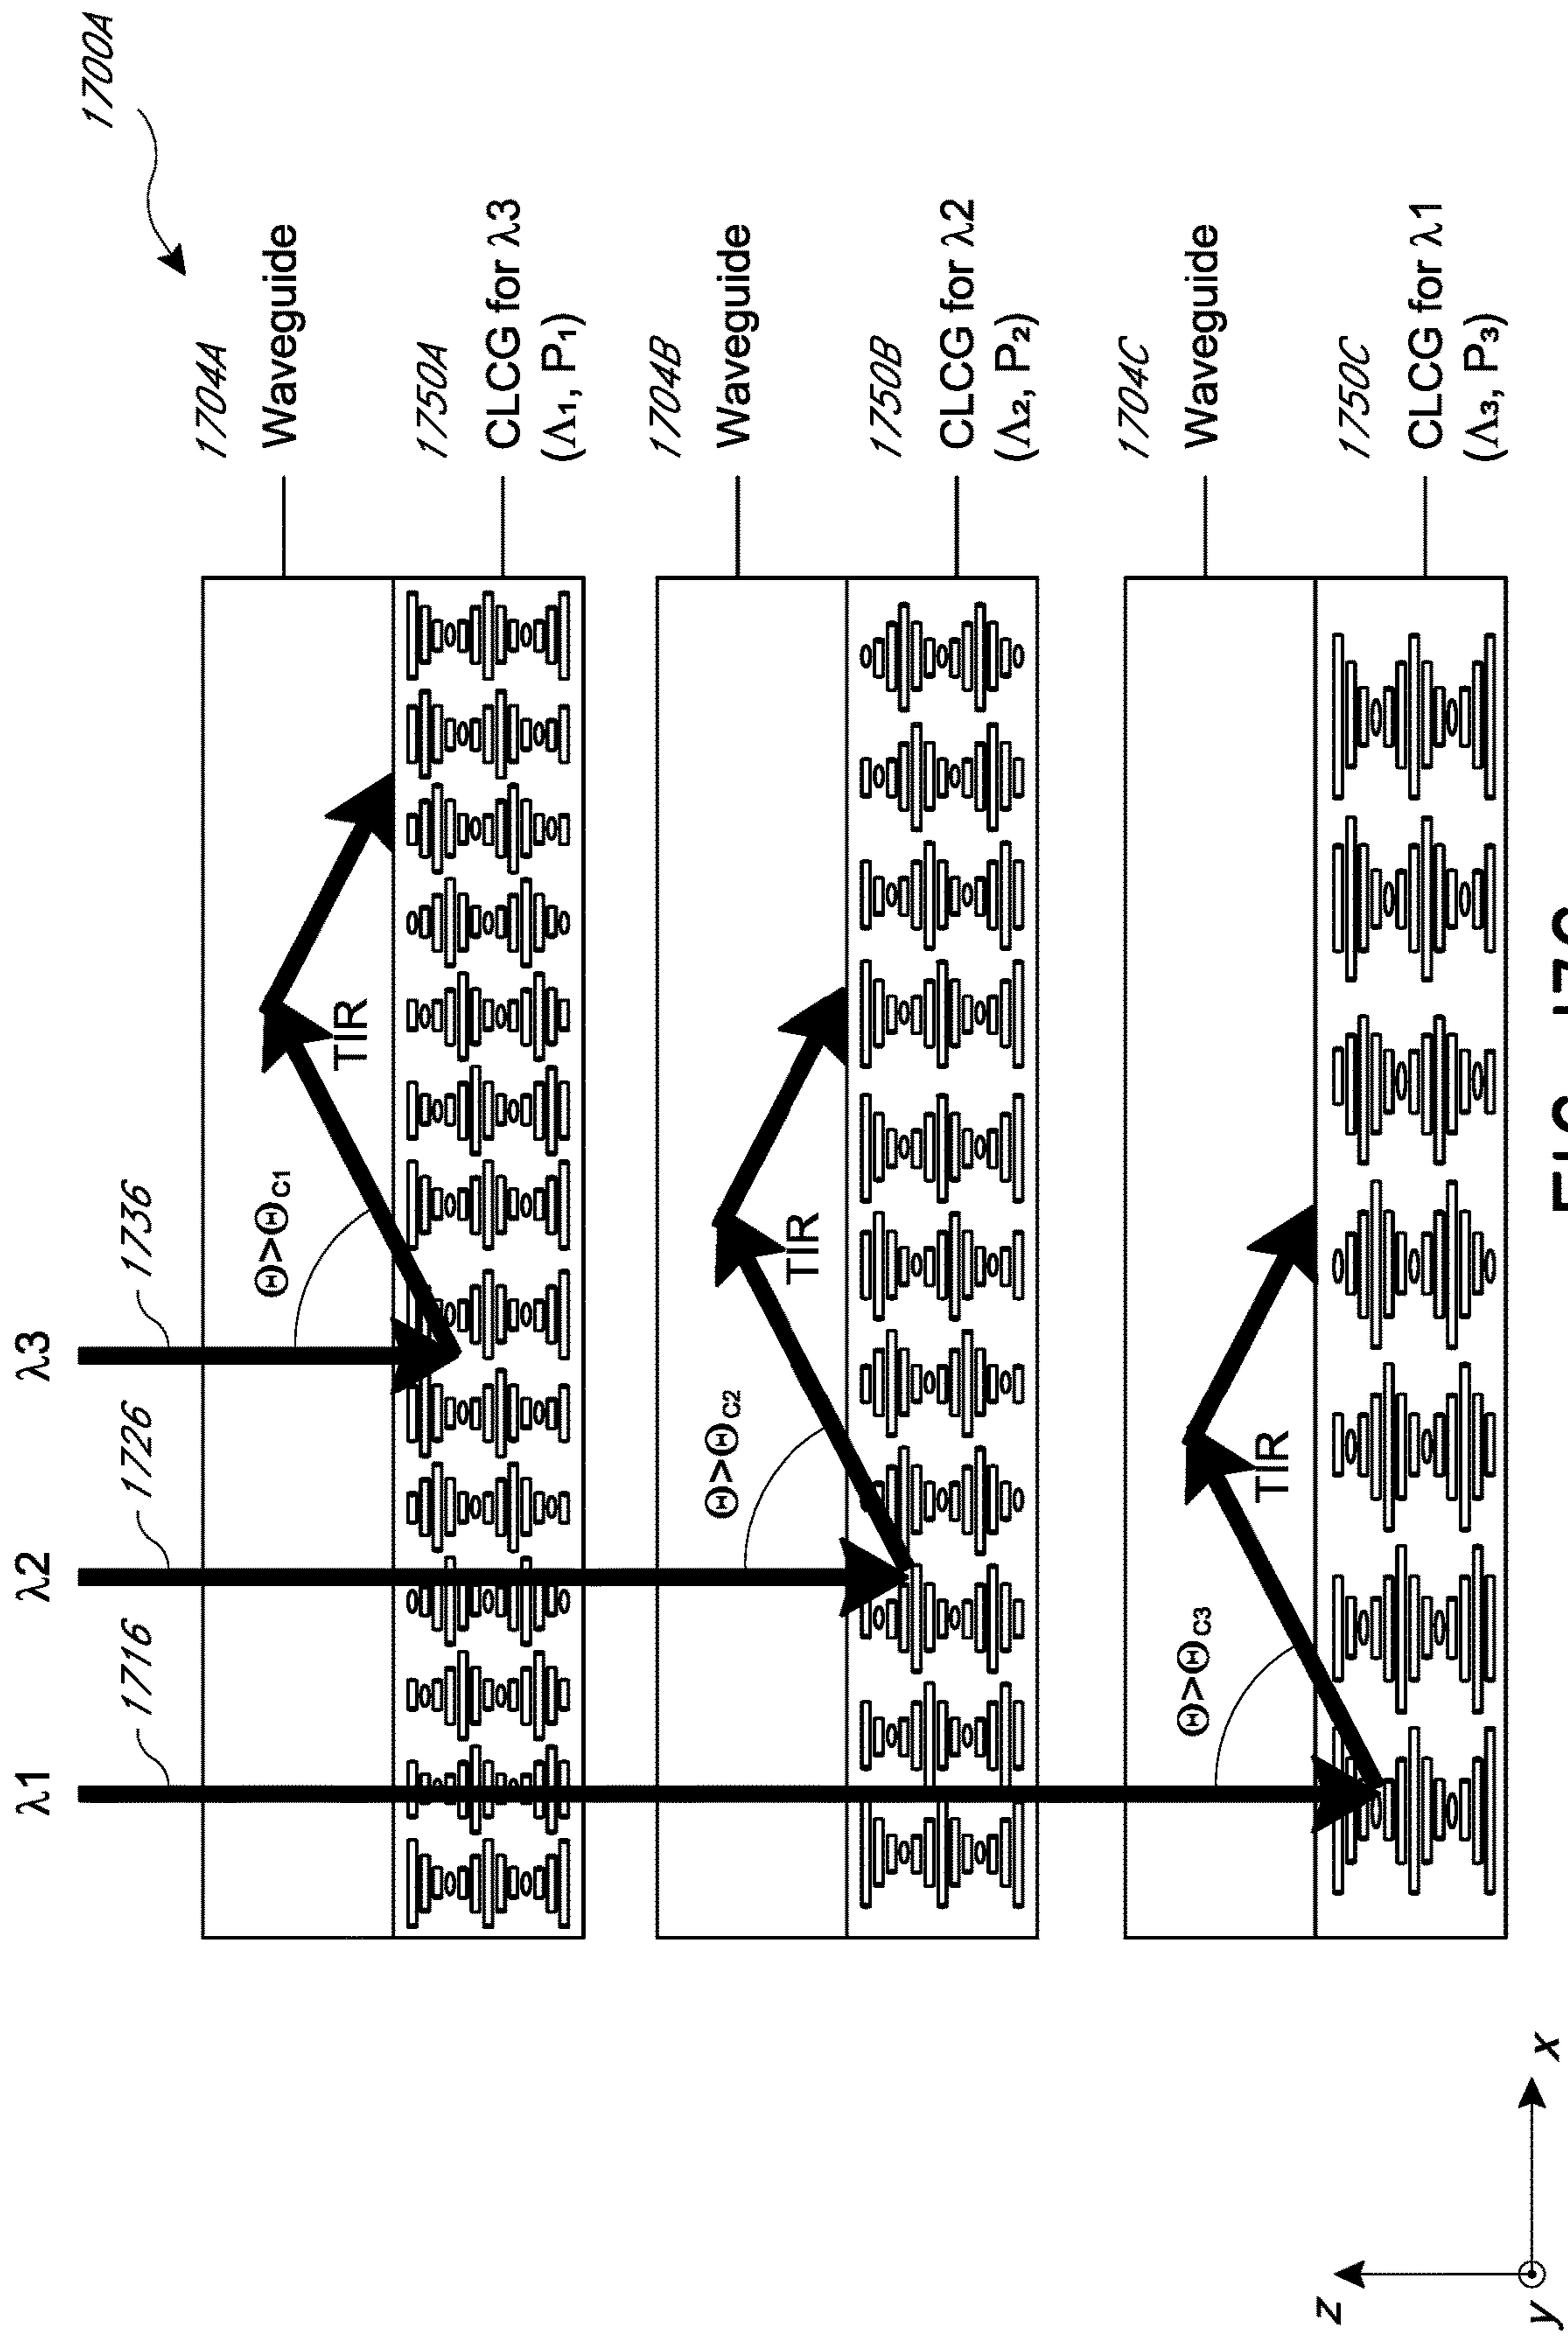 λ1
λ2
λ3
1700A
1716
1726
1736
1704A
Waveguide
Θ>ΘC1
TIR
1750A
CLCG for λ3
(Λ₁, P₁)
1704B
Waveguide
Θ>ΘC2
TIR
1750B
CLCG for λ2
(Λ₂, P₂)
1704C
Waveguide
Θ>ΘC3
TIR
1750C
CLCG for λ1
(Λ₃, P₃)
z
y
x